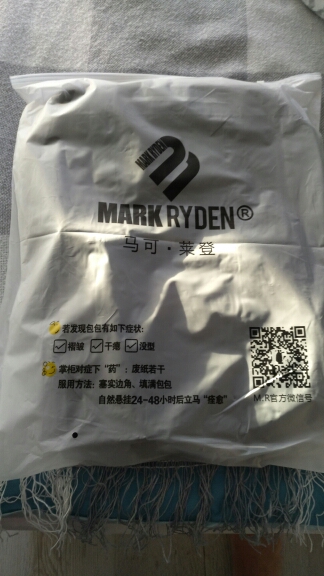 MARK RYDEN
MARK RYDEN®
马可·莱登
若发现包包有如下症状:
褶皱 干瘪 没型
掌柜对症下“药”:废纸若干
服用方法:塞实边角、填满包包
自然悬挂24-48小时后立马“痊愈”
M.R官方微信号